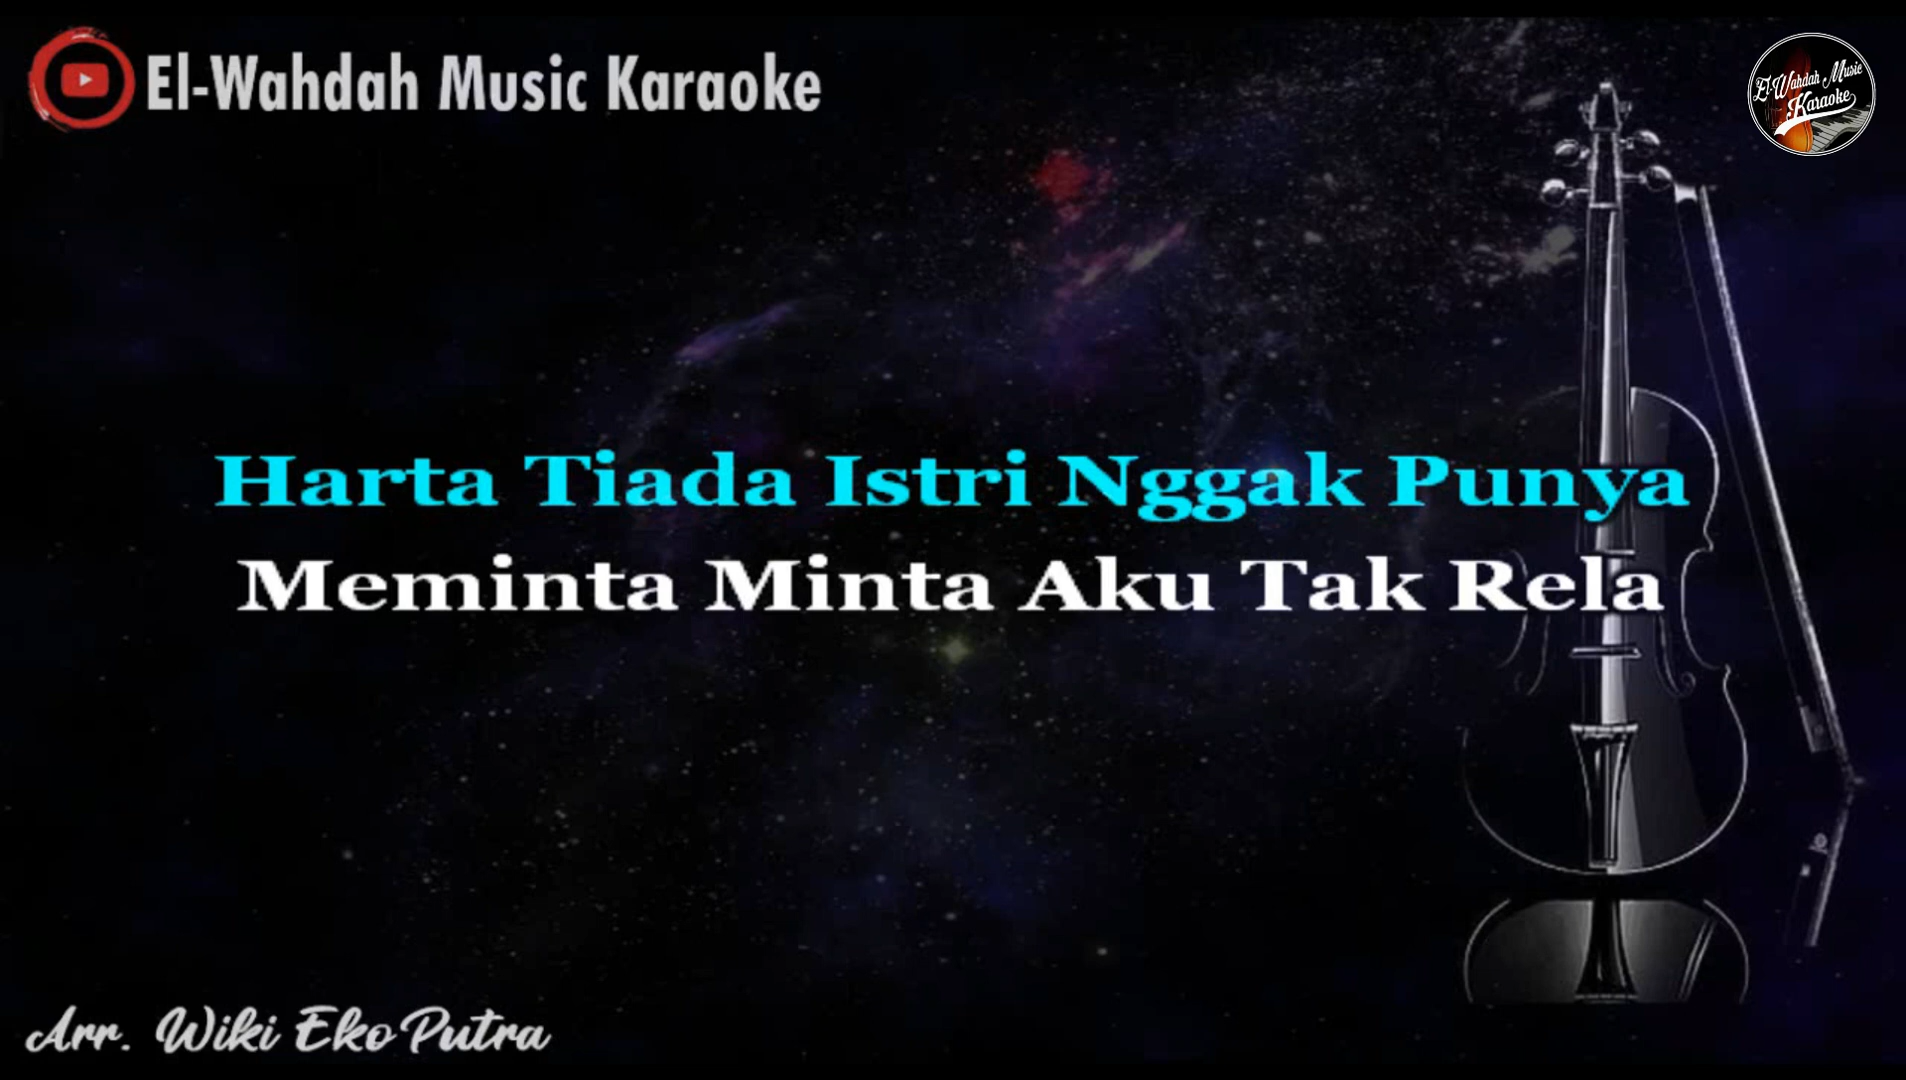 El-Wahdah Music Karaoke
El-Wahdah Music
Karaoke
Harta Tiada Istri Nggak Punya
Meminta Minta Aku Tak Rela
Arr. Wiki Eko Putra